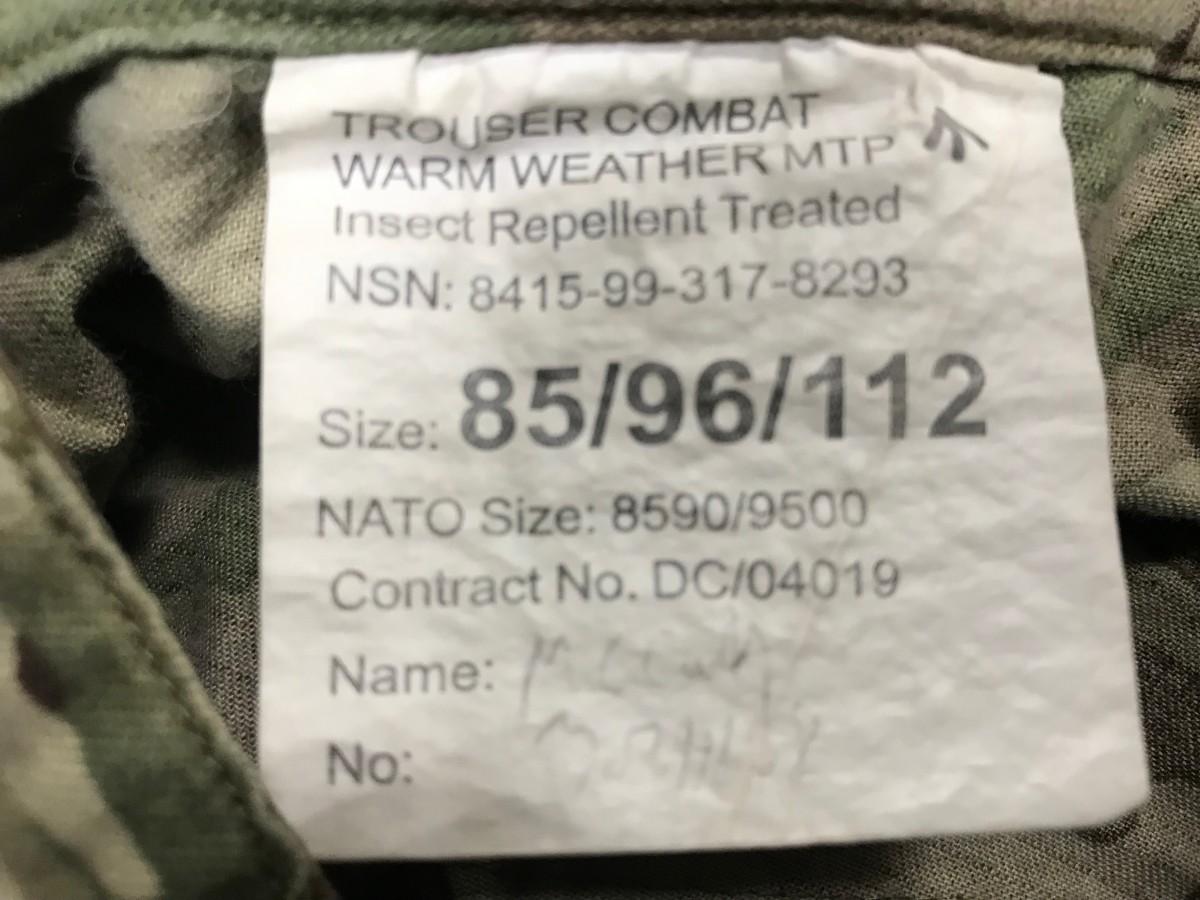 TROUSER COMBAT
WARM WEATHER MTP
Insect Repellent Treated
NSN: 8415-99-317-8293
Size: 85/96/112
NATO Size: 8590/9500
Contract No. DC/04019
Name:
No: